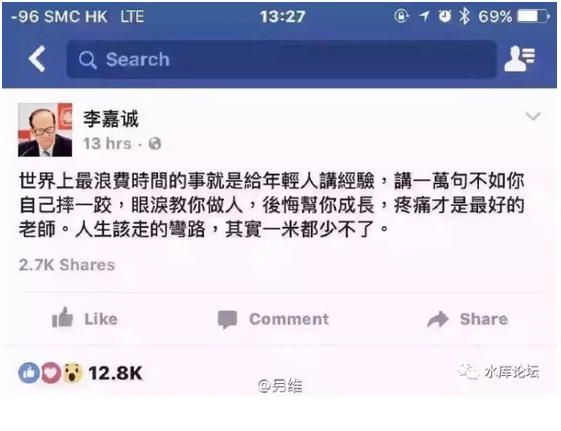 -96 SMC HK LTE 13:27 69%
Search
李嘉诚
13 hrs ·
世界上最浪費時間的事就是給年輕人講經驗，講一萬句不如你
自己摔一跤，眼淚教你做人，後悔幫你成長，疼痛才是最好的
老師。人生該走的彎路，其實一米都少不了。
2.7K Shares
Like Comment Share
12.8K
@另维
水库论坛